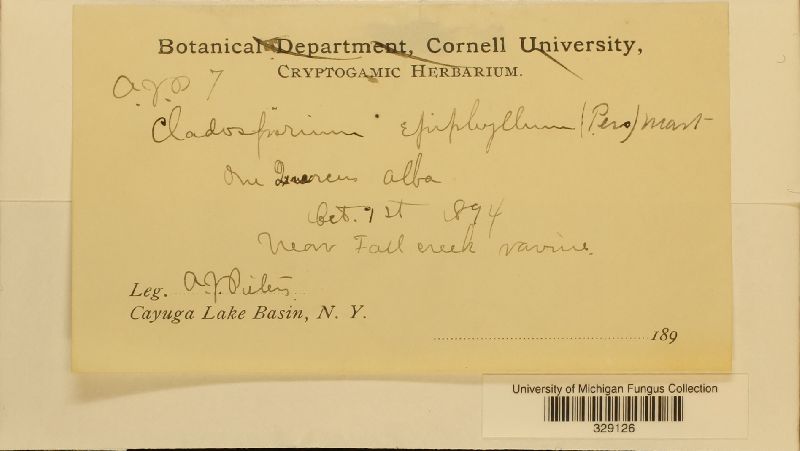 Botanical Department, Cornell University,
Cryptogamic Herbarium.
A.J.P 7
Cladosporium epiphyllum (Pers) Mart
On Quercus alba
Oct. 1st 1894
Near Fall creek ravine.
Leg. A.J. Pieters
Cayuga Lake Basin, N. Y.
189
University of Michigan Fungus Collection
329126